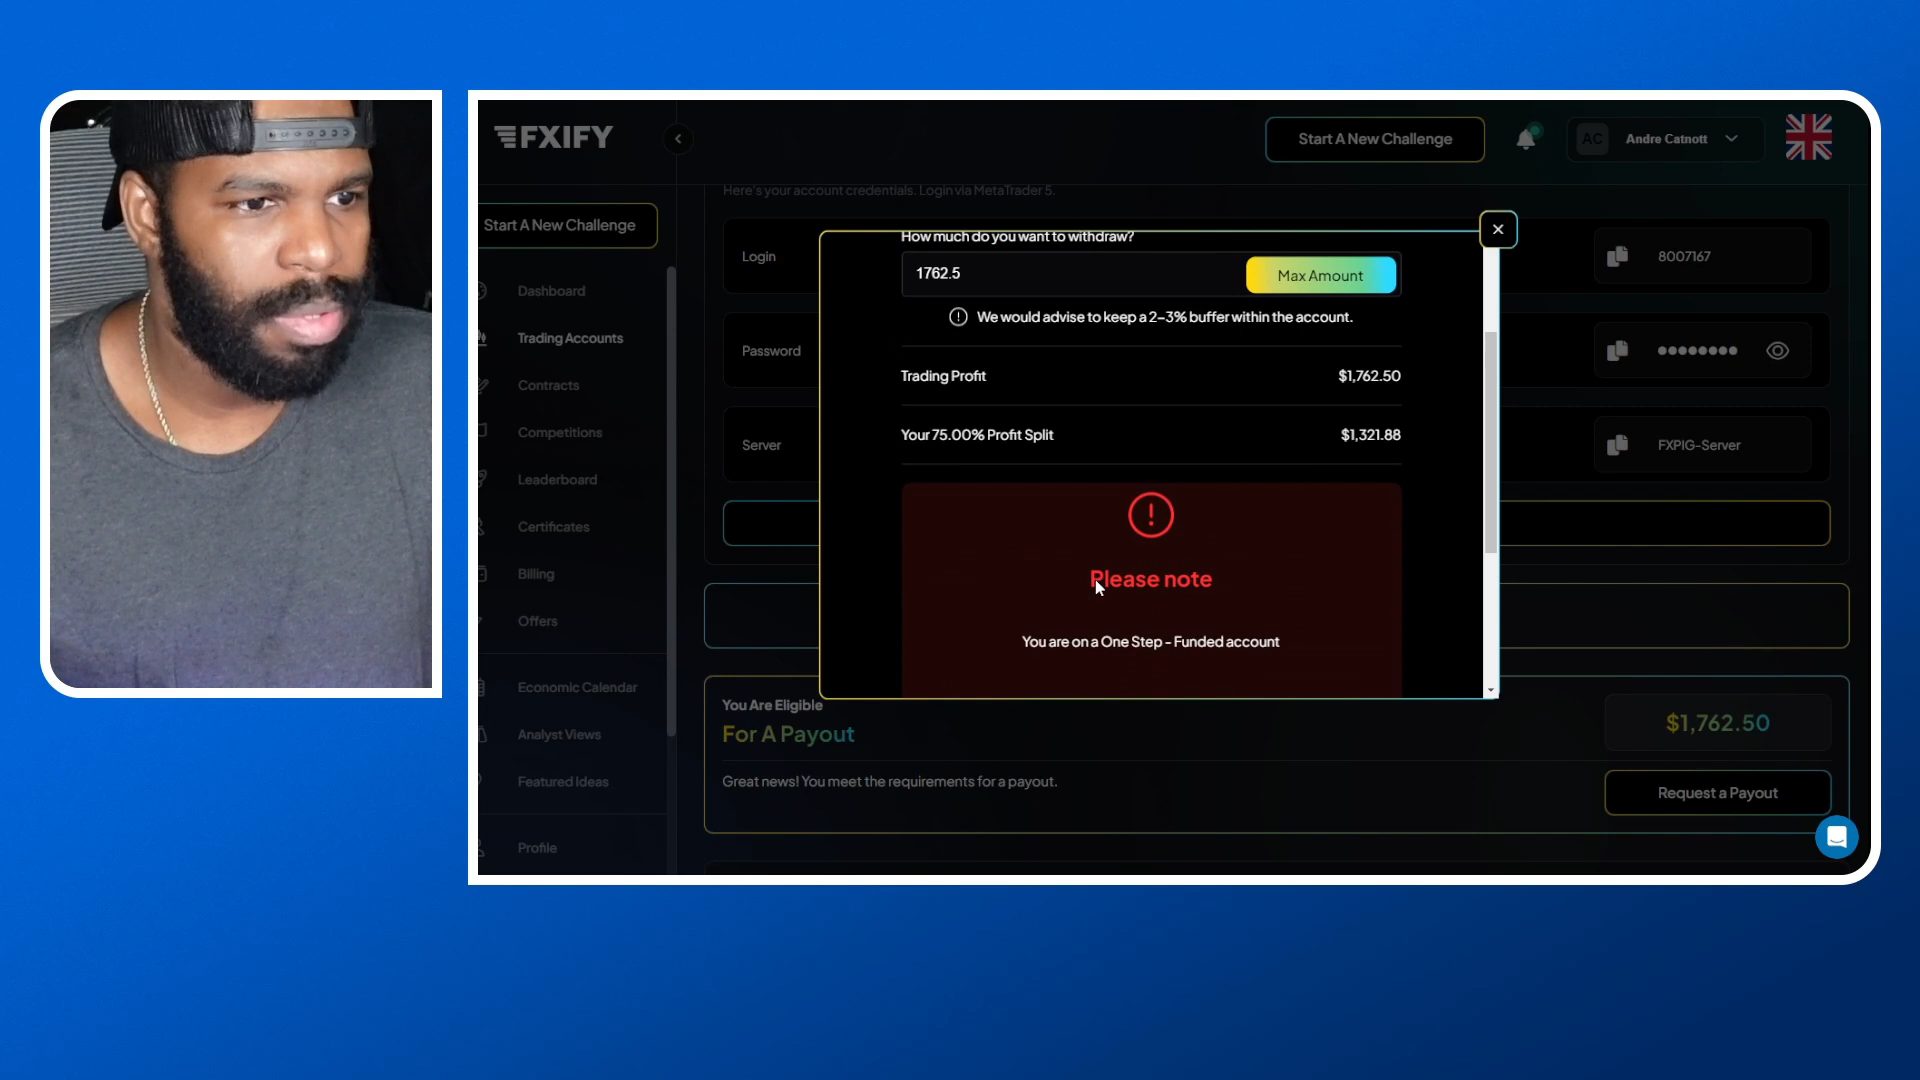 FXIFY
Start A New Challenge
AC
Andre Catnott
Start A New Challenge
Dashboard
Trading Accounts
Contracts
Competitions
Leaderboard
Certificates
Billing
Offers
Economic Calendar
Analyst Views
Featured Ideas
Profile
Here's your account credentials. Login via MetaTrader 5.
Login
8007167
Password
Server
FXPIG-Server
How much do you want to withdraw?
1762.5
Max Amount
We would advise to keep a 2–3% buffer within the account.
Trading Profit
$1,762.50
Your 75.00% Profit Split
$1,321.88
Please note
You are on a One Step - Funded account
You Are Eligible
For A Payout
$1,762.50
Great news! You meet the requirements for a payout.
Request a Payout